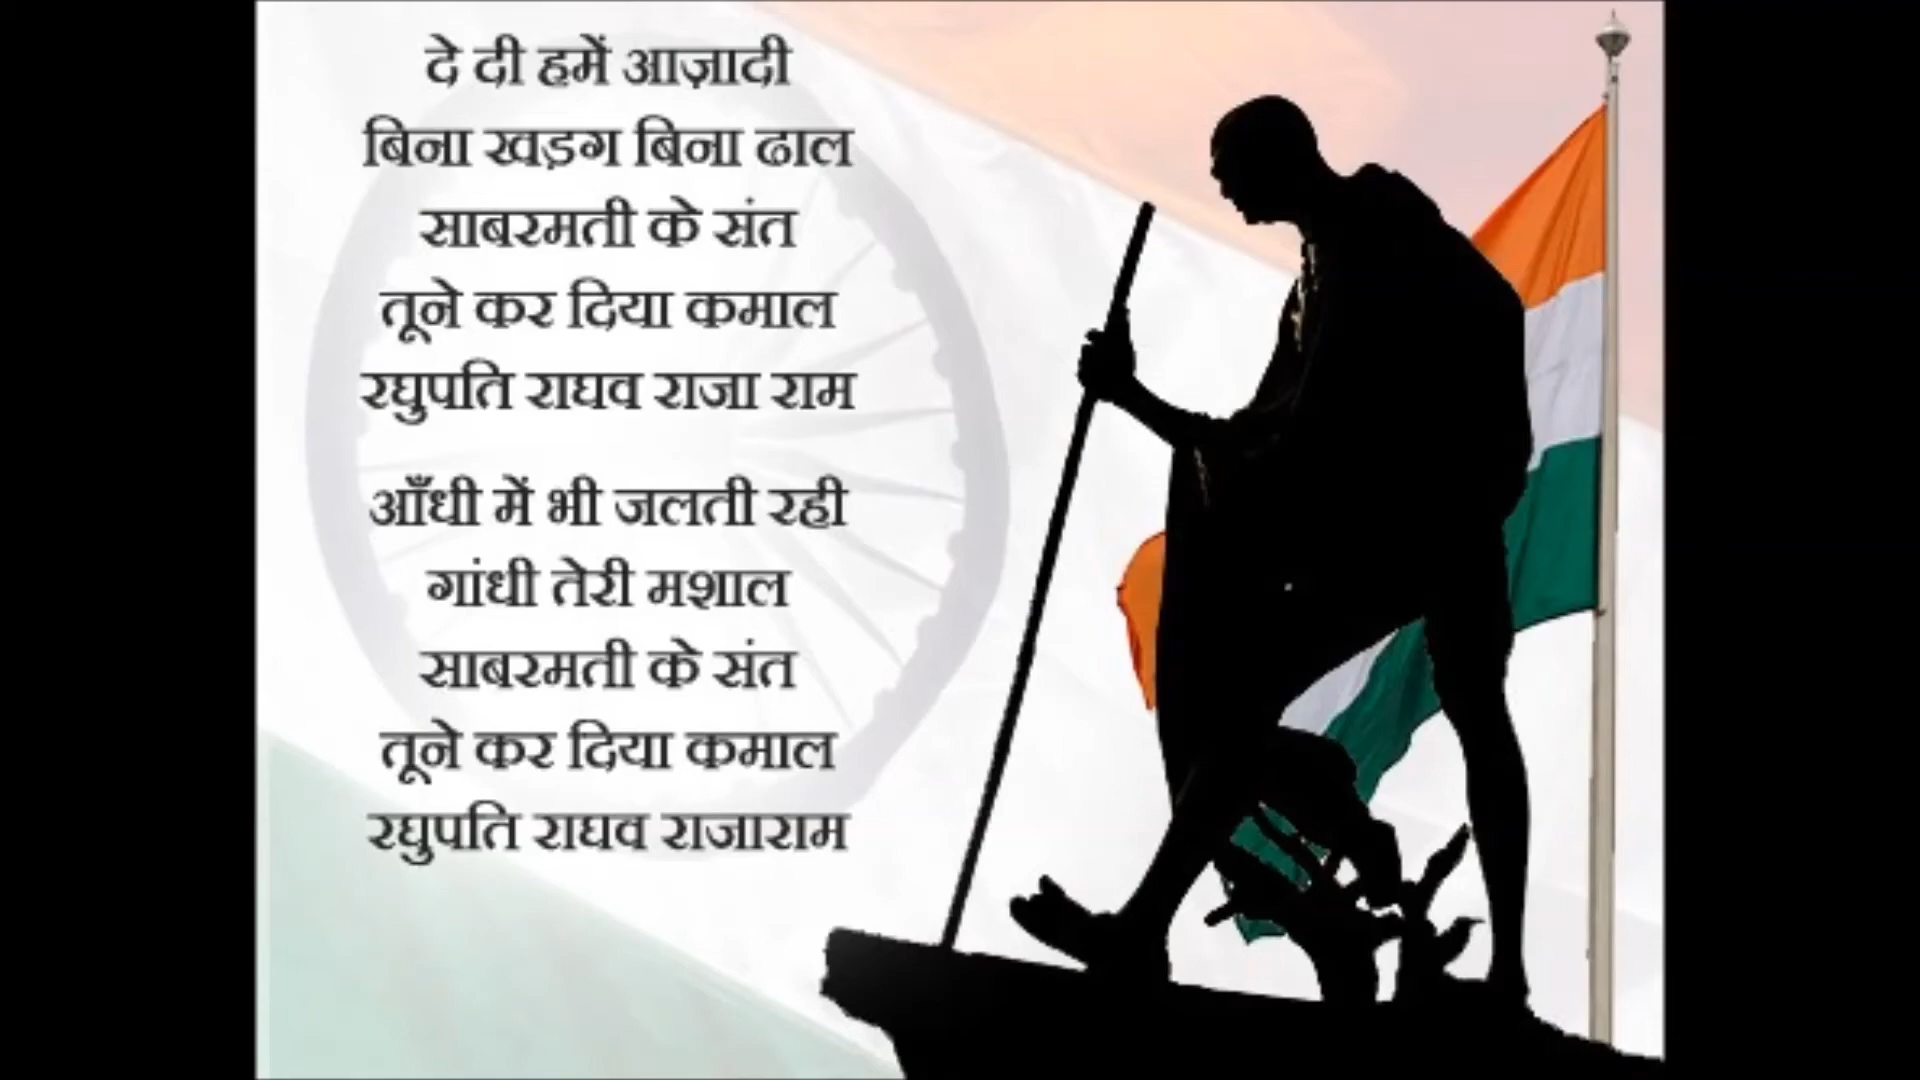 दे दी हमें आज़ादी
बिना खड़ग बिना ढाल
साबरमती के संत
तूने कर दिया कमाल
रघुपति राघव राजा राम
आँधी में भी जलती रही
गांधी तेरी मशाल
साबरमती के संत
तूने कर दिया कमाल
रघुपति राघव राजाराम